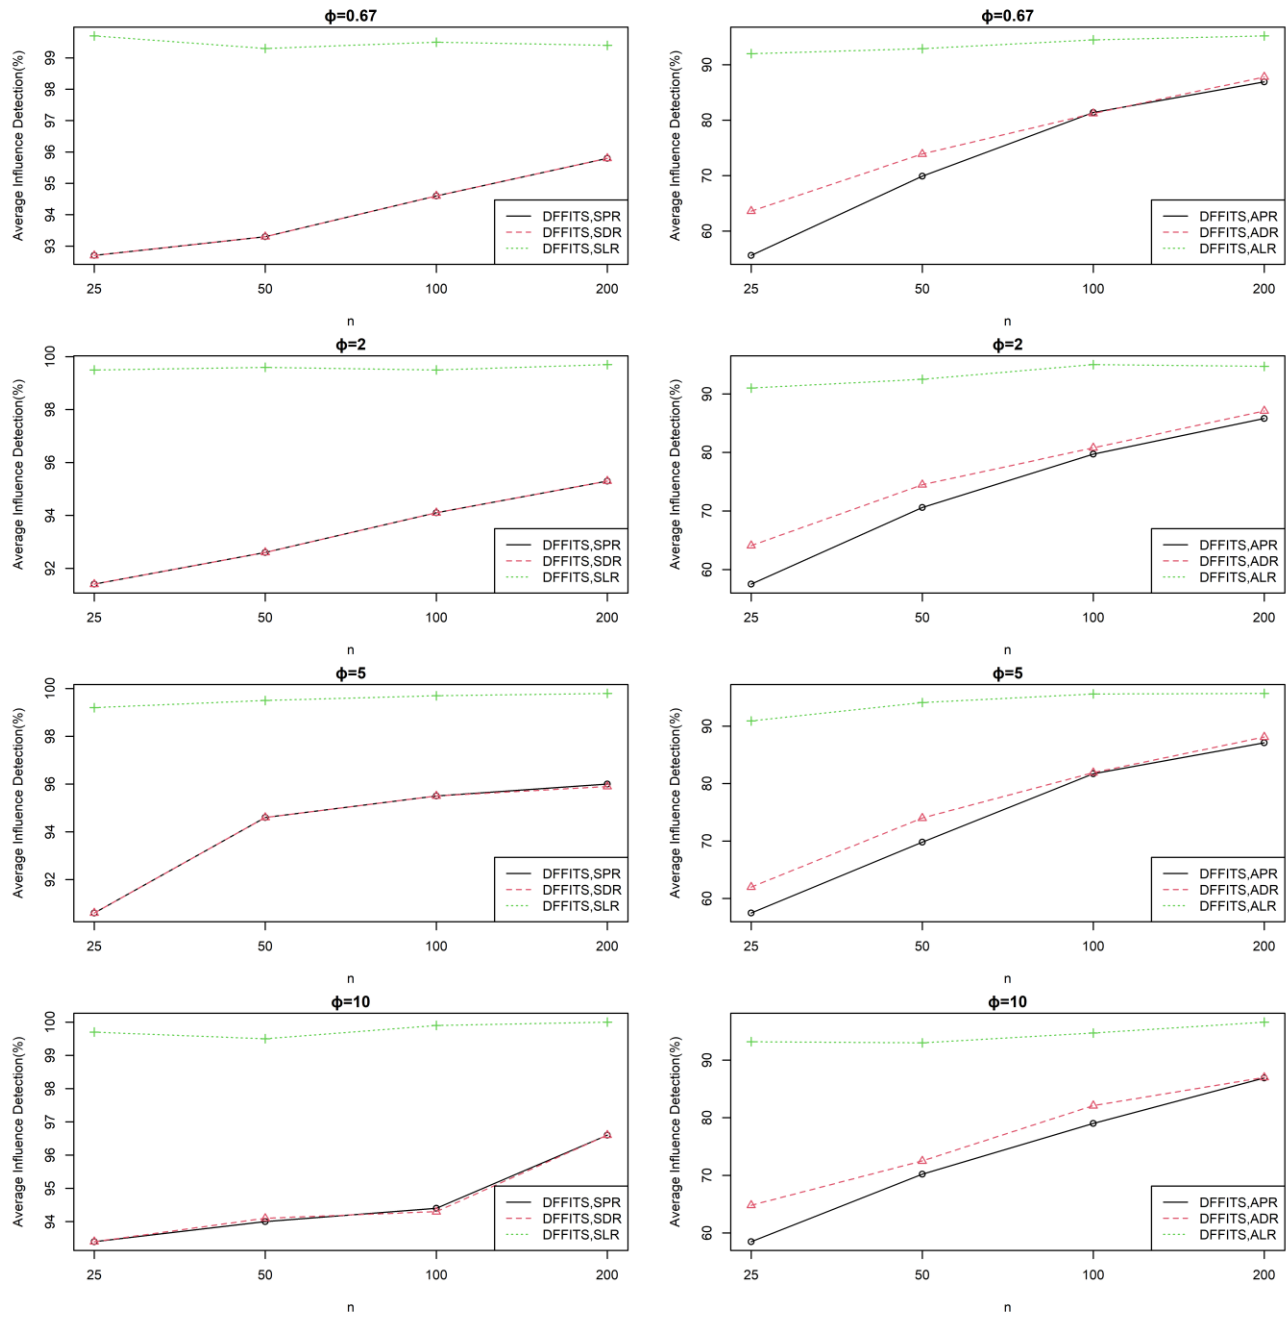 ϕ=0.67
Average Influence Detection(%)
99
98
97
96
95
94
93
DFFITS,SPR
DFFITS,SDR
DFFITS,SLR
25 50 100 200
n
ϕ=0.67
Average Influence Detection(%)
90
80
70
60
DFFITS,APR
DFFITS,ADR
DFFITS,ALR
25 50 100 200
n
ϕ=2
Average Influence Detection(%)
100
98
96
94
92
DFFITS,SPR
DFFITS,SDR
DFFITS,SLR
25 50 100 200
n
ϕ=2
Average Influence Detection(%)
90
80
70
60
DFFITS,APR
DFFITS,ADR
DFFITS,ALR
25 50 100 200
n
ϕ=5
Average Influence Detection(%)
100
98
96
94
92
DFFITS,SPR
DFFITS,SDR
DFFITS,SLR
25 50 100 200
n
ϕ=5
Average Influence Detection(%)
90
80
70
60
DFFITS,APR
DFFITS,ADR
DFFITS,ALR
25 50 100 200
n
ϕ=10
Average Influence Detection(%)
100
99
98
97
96
95
94
DFFITS,SPR
DFFITS,SDR
DFFITS,SLR
25 50 100 200
n
ϕ=10
Average Influence Detection(%)
90
80
70
60
DFFITS,APR
DFFITS,ADR
DFFITS,ALR
25 50 100 200
n